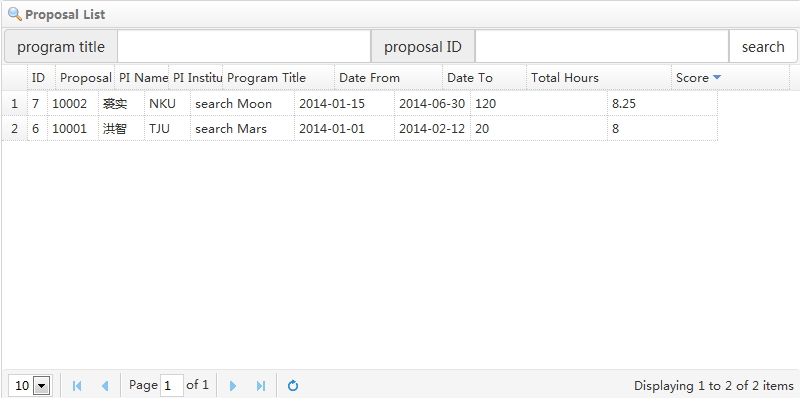 Proposal List
program title proposal ID search
ID Proposal PI Name PI Institu Program Title Date From Date To Total Hours Score
1 7 10002 裘实 NKU search Moon 2014-01-15 2014-06-30 120 8.25
2 6 10001 洪智 TJU search Mars 2014-01-01 2014-02-12 20 8
10 Page 1 of 1 Displaying 1 to 2 of 2 items